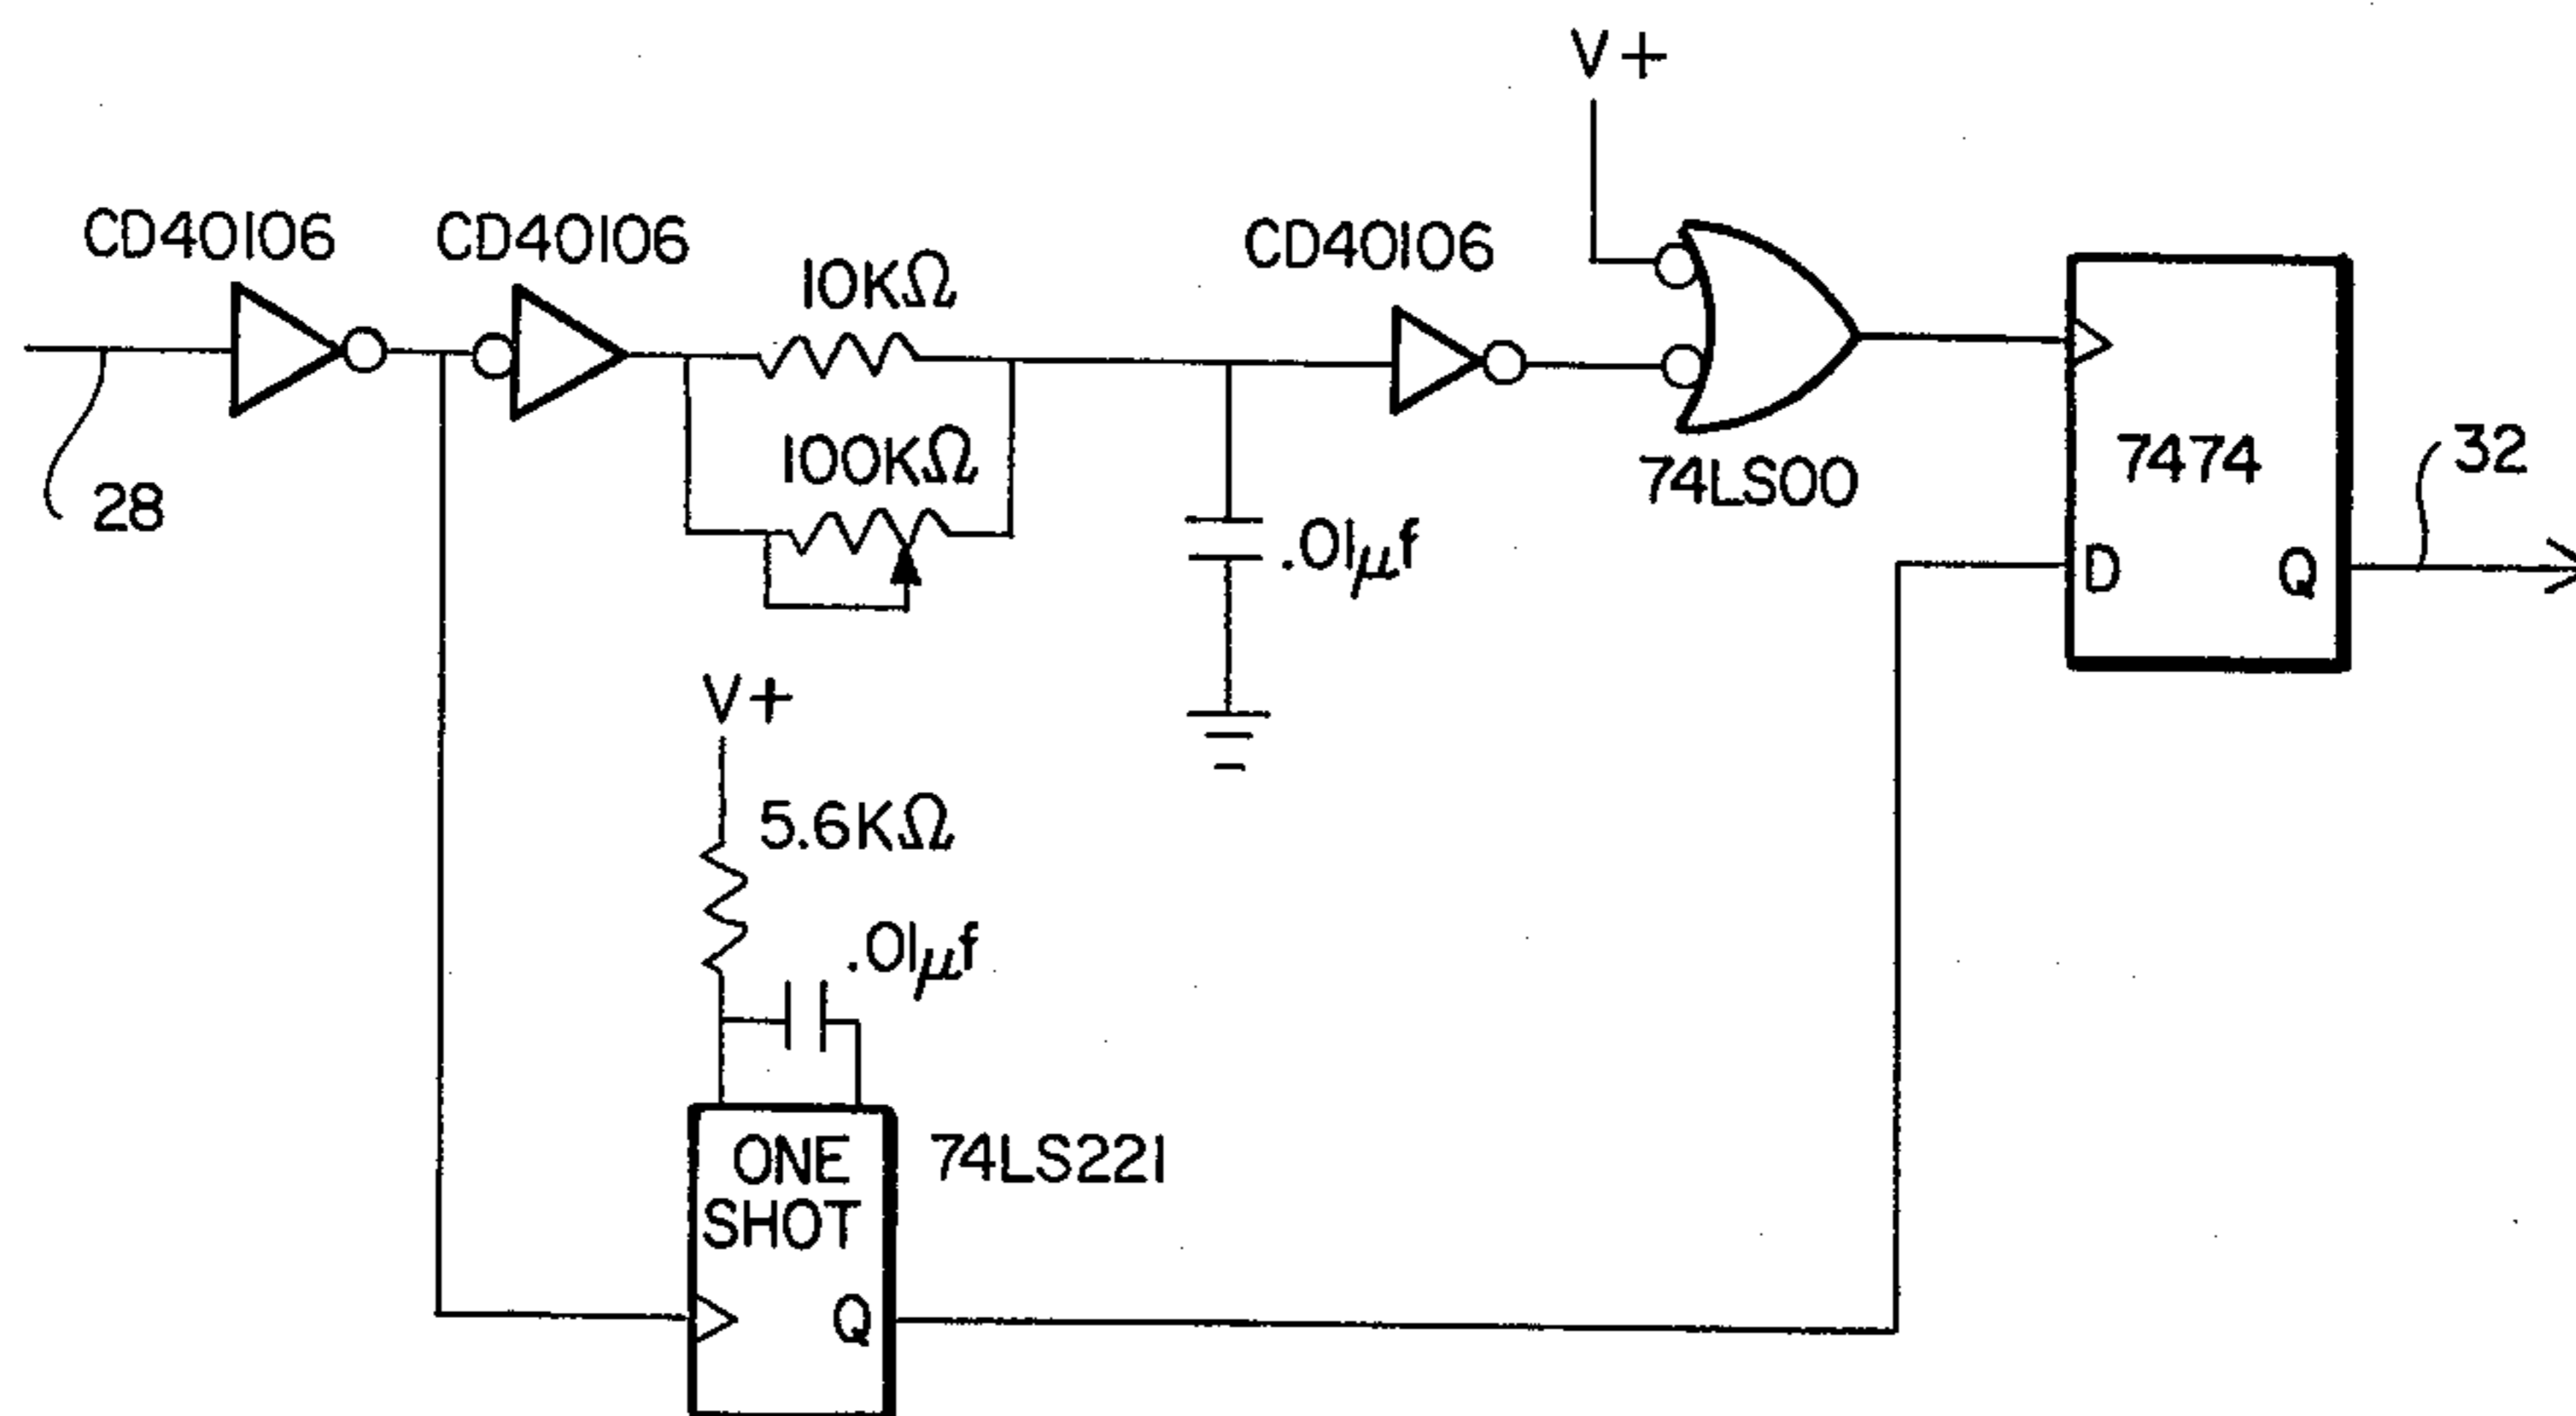 V+
CD40106
CD40106
10KΩ
CD40106
100KΩ
74LS00
7474
32
28
.01μf
D
Q
V+
5.6KΩ
.01μf
ONE
SHOT
74LS221
Q